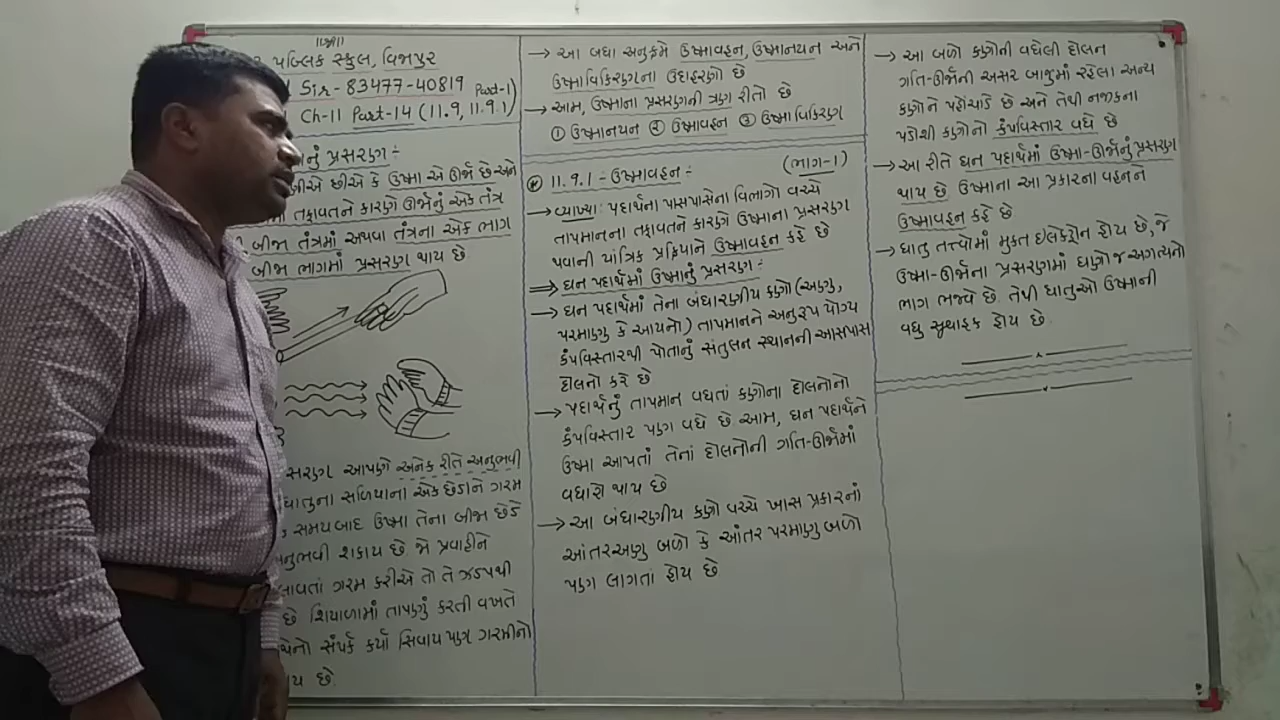 પબ્લિક સ્કુલ, વિજાપુર
Sir - 83477-40819 Part-1)
Ch-11 Part-14 (11.9, 11.9.1)
નું પ્રસરણ :-
છીએ કે ઉષ્મા એ ઊર્જા છે અને
તફાવતને કારણે ઊર્જાનું એક તંત્ર
બીજા તંત્રમાં અથવા તંત્રના એક ભાગ
બીજા ભાગમાં પ્રસરણ થાય છે
આપણે અનેક રીતે અનુભવી
ધાતુના સળિયાના એક છેડાને ગરમ
સમય બાદ ઉષ્મા તેના બીજા છેડે
શકાય છે જો પ્રવાહીને
ગરમ કરીએ તો તે ઝડપથી
છે શિયાળામાં તાપણું કરતી વખતે
સંપર્ક કર્યા સિવાય પણ ગરમીનો
છે.
→ આ બધા અનુક્રમે ઉષ્માવહન, ઉષ્માનયન અને
ઉષ્માવિકિરણના ઉદાહરણો છે
→ આમ, ઉષ્માના પ્રસરણની ત્રણ રીતો છે
① ઉષ્માનયન ② ઉષ્માવહન ③ ઉષ્માવિકિરણ
(ભાગ-1)
11.9.1 :- ઉષ્માવહન :-
→ વ્યાખ્યા: પદાર્થના પાસપાસેના વિભાગો વચ્ચે
તાપમાનના તફાવતને કારણે ઉષ્માના પ્રસરણ
થવાની યાંત્રિક પ્રક્રિયાને ઉષ્માવહન કહે છે
⇒ ઘન પદાર્થમાં ઉષ્માનું પ્રસરણ :-
→ ઘન પદાર્થમાં તેના બંધારણીય કણો (અણુ,
પરમાણુ કે આયનો) તાપમાનને અનુરૂપ યોગ્ય
કંપવિસ્તારથી પોતાનું સંતુલન સ્થાનની આસપાસ
દોલનો કરે છે
→ પદાર્થનું તાપમાન વધતાં કણોના દોલનોનો
કંપવિસ્તાર પણ વધે છે આમ, ઘન પદાર્થને
ઉષ્મા આપતાં તેનાં દોલનોની ગતિ-ઊર્જામાં
વધારો થાય છે
→ આ બંધારણીય કણો વચ્ચે ખાસ પ્રકારનાં
આંતરઅણુ બળો કે આંતર પરમાણુ બળો
પણ લાગતાં હોય છે
→ આ બળો કણોની વધેલી દોલન
ગતિ-ઊર્જાની અસર બાજુમાં રહેલા અન્ય
કણોને પહોંચાડે છે અને તેથી નજીકના
પડોશી કણોનો કંપવિસ્તાર વધે છે
→ આ રીતે ઘન પદાર્થમાં ઉષ્મા-ઊર્જાનું પ્રસરણ
થાય છે ઉષ્માના આ પ્રકારના વહનને
ઉષ્માવહન કહે છે
→ ધાતુ તત્ત્વોમાં મુક્ત ઇલેક્ટ્રોન હોય છે, જે
ઉષ્મા-ઊર્જાના પ્રસરણમાં ઘણો જ અગત્યનો
ભાગ ભજવે છે. તેથી ધાતુઓ ઉષ્માની
વધુ સુવાહક હોય છે.